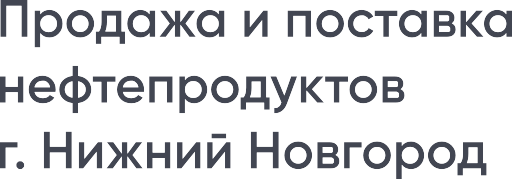 Продажа и поставка
нефтепродуктов
г. Нижний Новгород